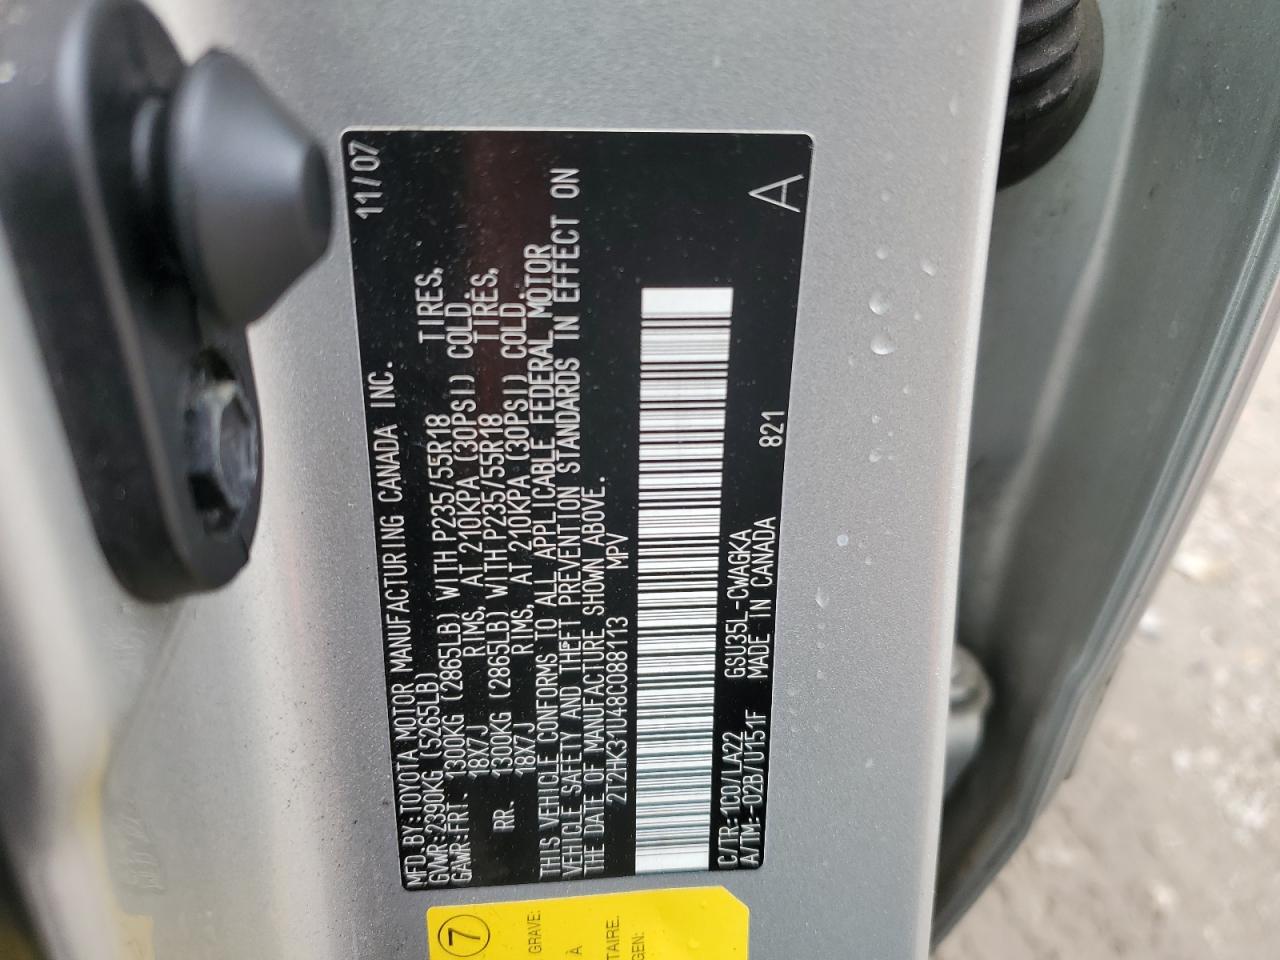 MFD.BY:TOYOTA MOTOR MANUFACTURING CANADA INC. 11/07
GVWR:2390KG (5265LB)
GAWR:FRT. 1300KG (2865LB) WITH P235/55R18 TIRES,
18X7J RIMS, AT 210KPA (30PSI) COLD.
RR. 1300KG (2865LB) WITH P235/55R18 TIRES,
18X7J RIMS, AT 210KPA (30PSI) COLD.
THIS VEHICLE CONFORMS TO ALL APPLICABLE FEDERAL MOTOR
VEHICLE SAFETY AND THEFT PREVENTION STANDARDS IN EFFECT ON
THE DATE OF MANUFACTURE SHOWN ABOVE.
2T2HK31U48C088113 MPV
C/TR:1C0/LA22 GSU35L-CWAGKA
A/TM:-02B/U151F MADE IN CANADA 821 A
7
GRAVE:
À
TAIRE.
GEN: